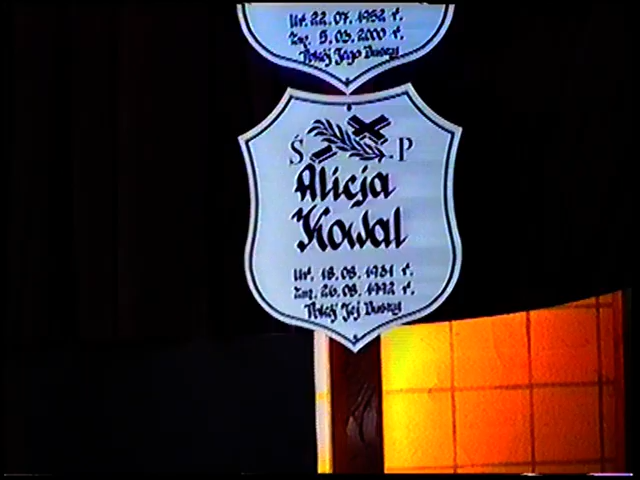 Ur. 22.07.1952 r.
Zm. 5.03.2000 r.
Pokój Jego Duszy
Ś P
Alicja
Kowal
Ur. 18.08.1931 r.
Zm. 26.08.1992 r.
Pokój Jej Duszy